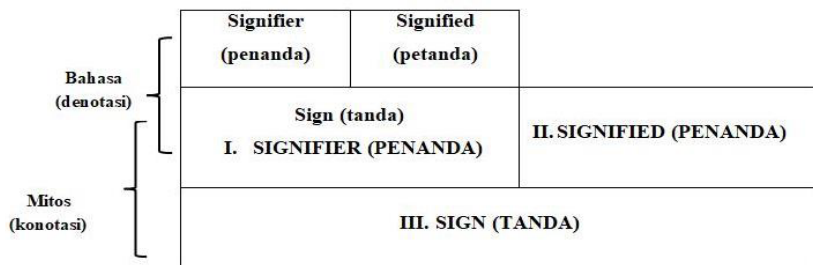 Signifier
(penanda)
Signified
(petanda)
Bahasa
(denotasi)
Sign (tanda)
I. SIGNIFIER (PENANDA)
II. SIGNIFIED (PENANDA)
Mitos
(konotasi)
III. SIGN (TANDA)